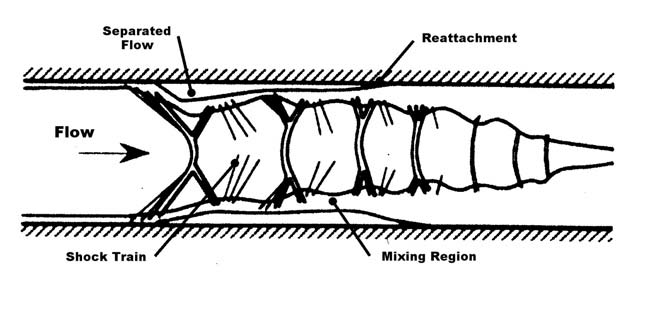 Separated
Flow
Reattachment
Flow
Shock Train
Mixing Region